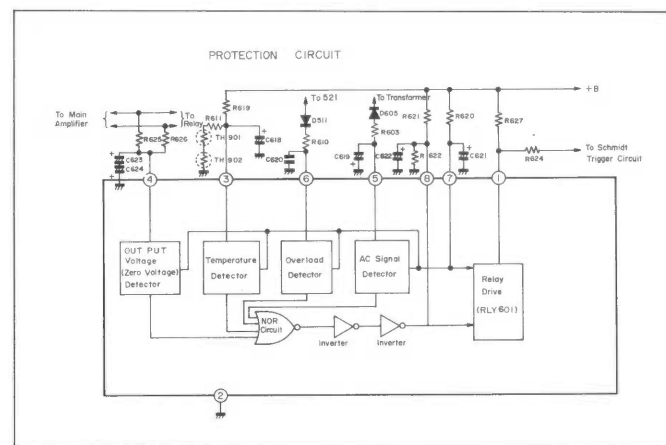 PROTECTION CIRCUIT
To 521
To Transformer
+B
R619
D511
D605
R621
R620
R627
To Main
Amplifier
To
Relay
R611
R625
R626
TH 901
TH 902
C618
R610
R603
C623
C624
C620
C619
C622
R622
C621
R624
To Schmidt
Trigger Circuit
4
3
6
5
8
7
1
OUT PUT
Voltage
(Zero Voltage)
Detector
Temperature
Detector
Overload
Detector
AC Signal
Detector
Relay
Drive
(RLY601)
NOR
Circuit
Inverter
Inverter
2